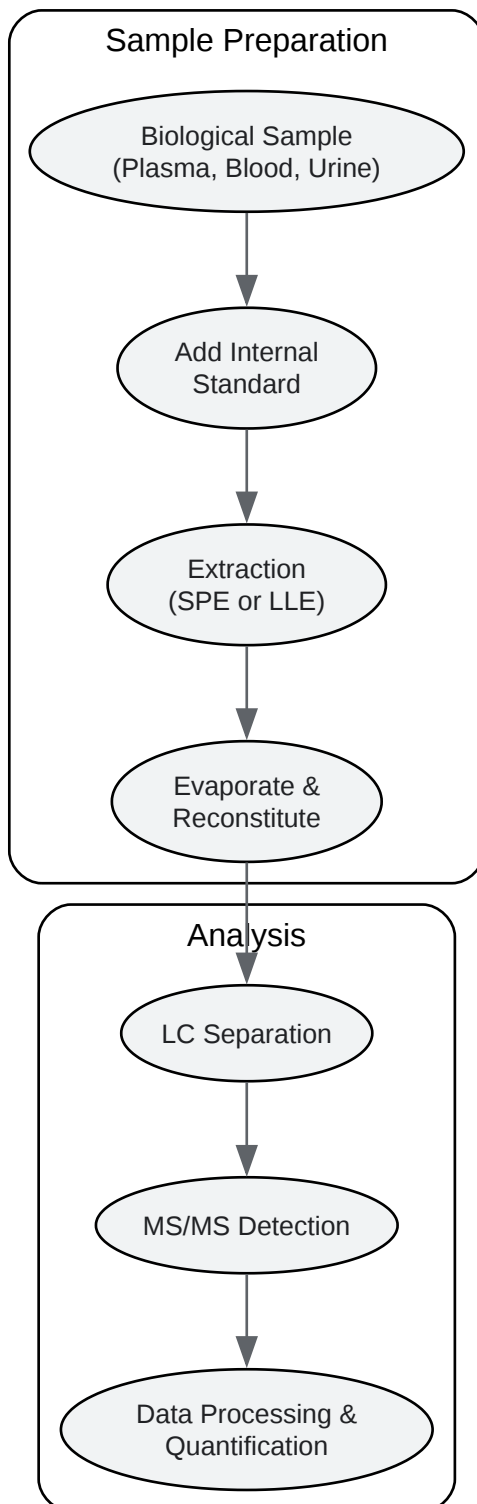 Sample Preparation
Biological Sample
(Plasma, Blood, Urine)
Add Internal
Standard
Extraction
(SPE or LLE)
Evaporate &
Reconstitute
Analysis
LC Separation
MS/MS Detection
Data Processing &
Quantification